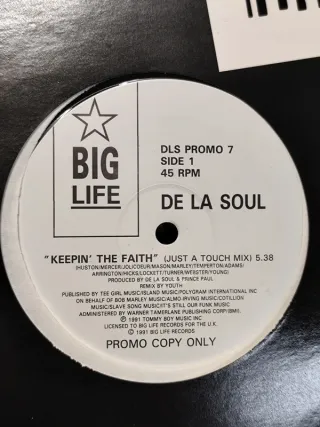 BIG
LIFE
DLS PROMO 7
SIDE 1
45 RPM
DE LA SOUL
"KEEPIN' THE FAITH" (JUST A TOUCH MIX) 5.38
(HUSTON/MERCER/JOLICOEUR/MASON/MARLEY/TEMPERTON/ADAMS/
ARRINGTON/HICKS/LOCKETT/TURNER/WEBSTER/YOUNG)
PRODUCED BY DE LA SOUL & PRINCE PAUL
REMIX BY YOUTH
PUBLISHED BY TEE GIRL MUSIC/ISLAND MUSIC/POLYGRAM INTERNATIONAL INC
ON BEHALF OF BOB MARLEY MUSIC/ALMO IRVING MUSIC/COTILLION
MUSIC/SLAVE SONG MUSIC/IT'S STILL OUR FUNK MUSIC
ADMINISTERED BY WARNER TAMERLANE PUBLISHING CORP(BMI).
℗ 1991 TOMMY BOY MUSIC INC
LICENSED TO BIG LIFE RECORDS FOR THE U.K.
© 1991 BIG LIFE RECORDS
PROMO COPY ONLY